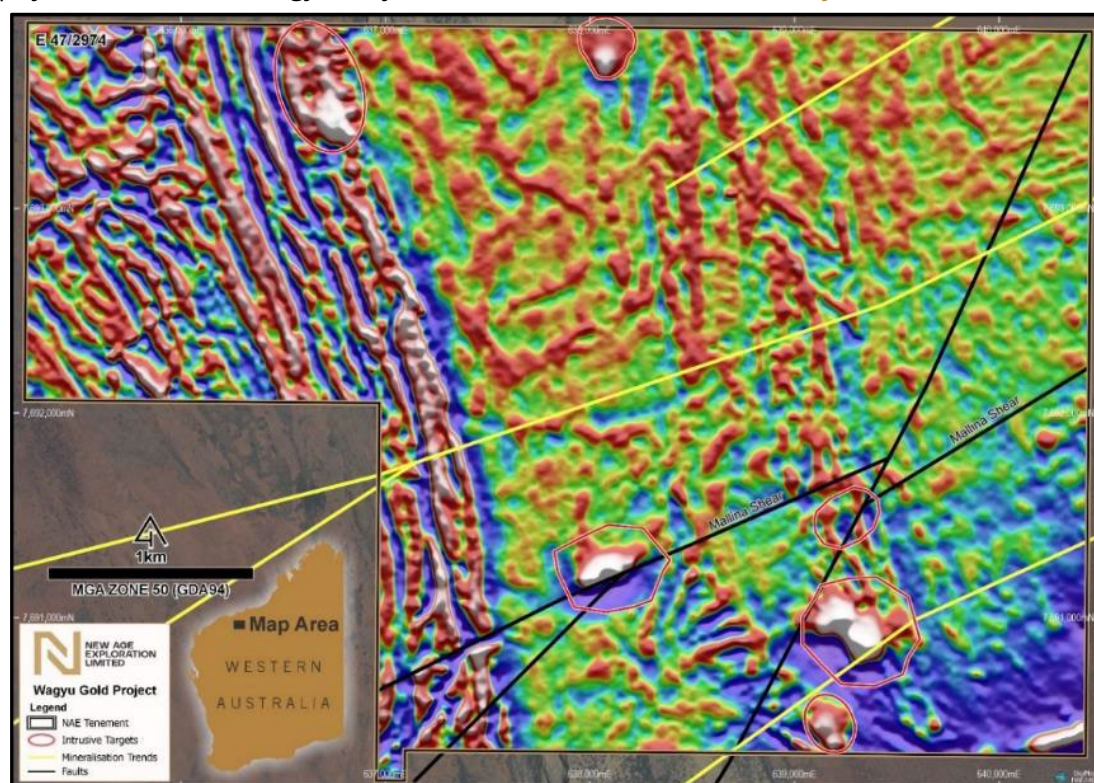 E 47/2974
637,000mE
7,692,000mN
Mallina Shear
Mallina Shear
1km
MGA ZONE 50 (GDA94)
7,691,000mN
Map Area
WESTERN
AUSTRALIA
N
NEW AGE
EXPLORATION
LIMITED
Wagyu Gold Project
Legend
NAE Tenement
Intrusive Targets
Mineralisation Trends
Faults
638,000mE
639,000mE
640,000mE